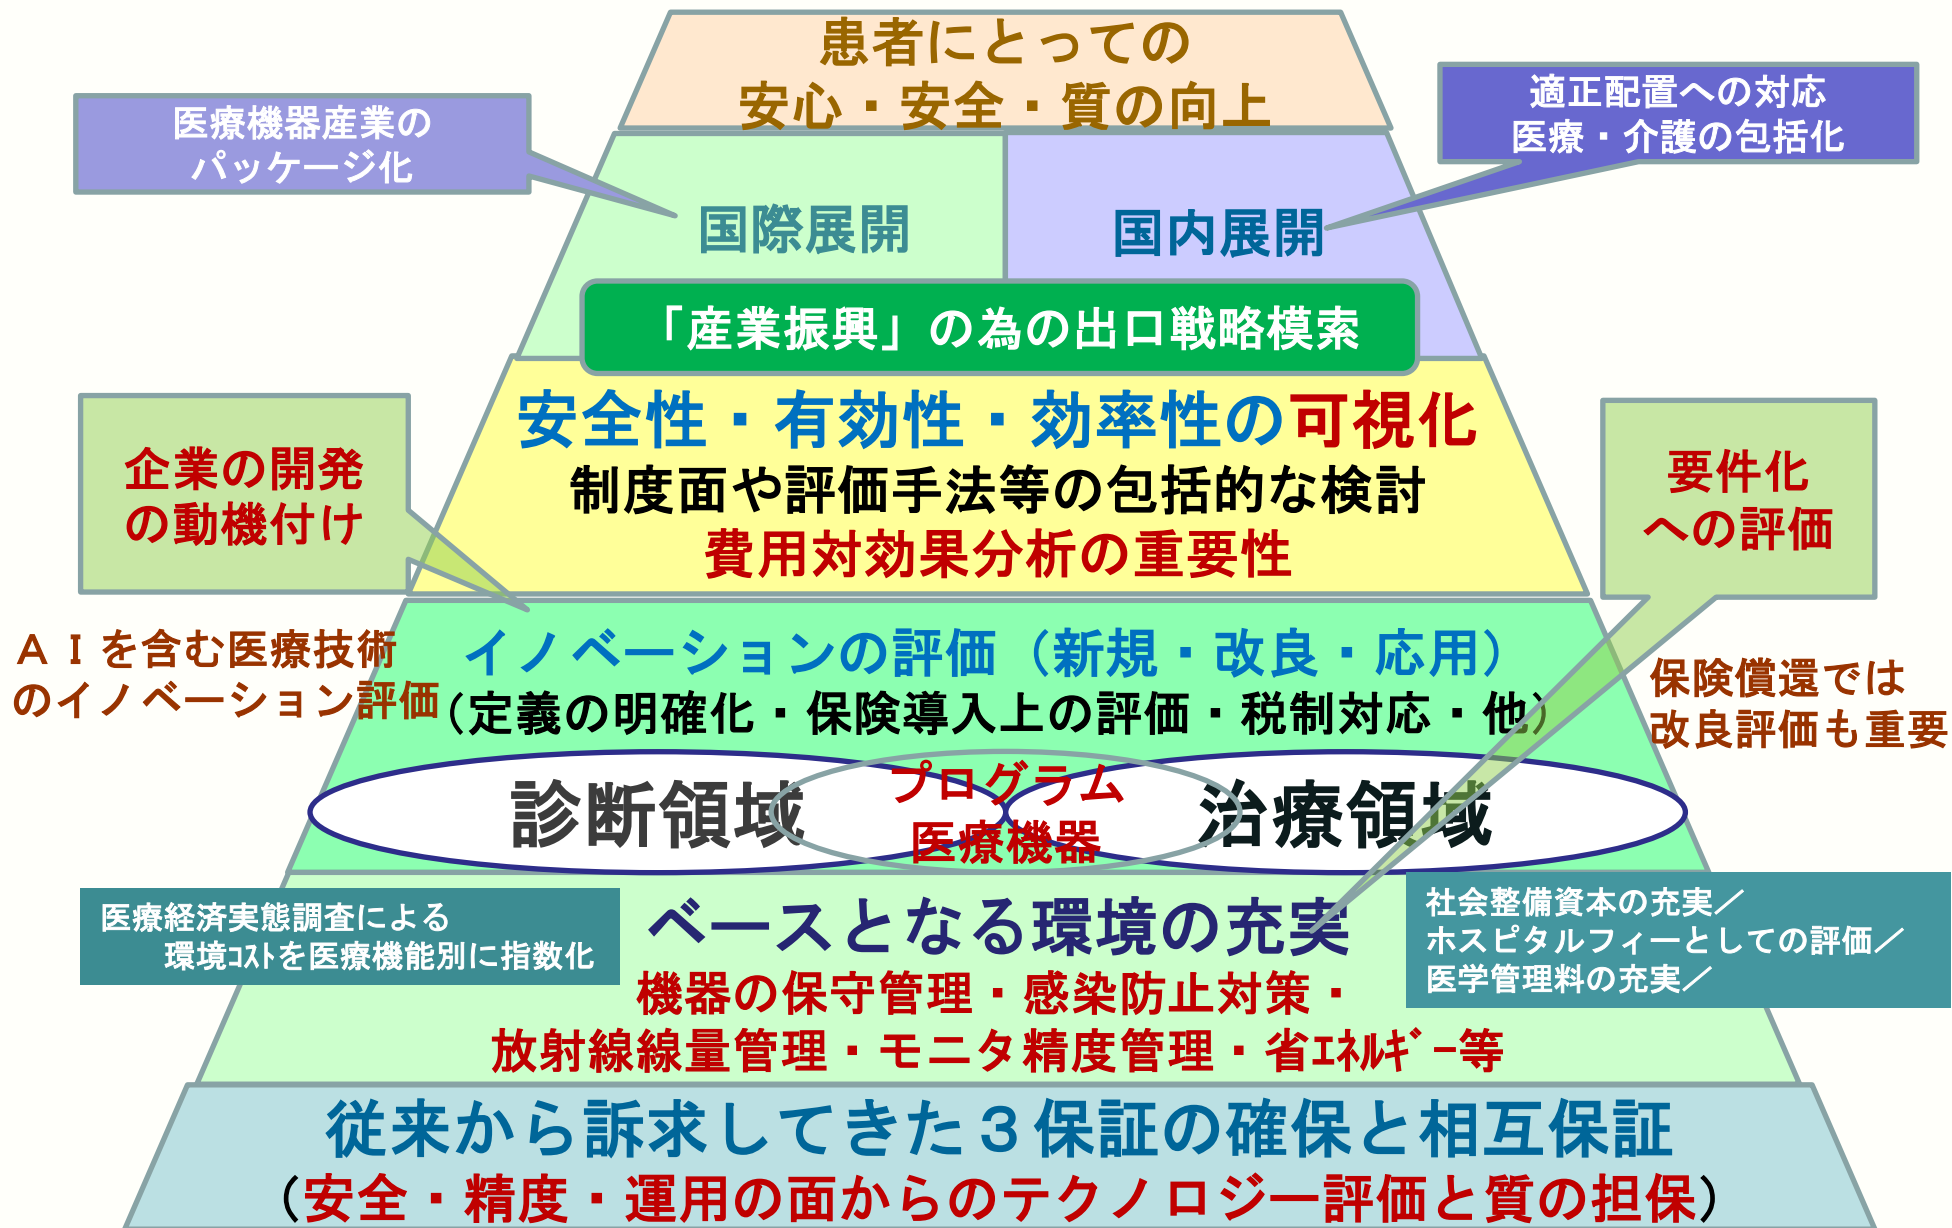 患者にとっての
安心・安全・質の向上
医療機器産業の
パッケージ化
適正配置への対応
医療・介護の包括化
国際展開
国内展開
「産業振興」の為の出口戦略模索
安全性・有効性・効率性の可視化
制度面や評価手法等の包括的な検討
費用対効果分析の重要性
企業の開発
の動機付け
要件化
への評価
ＡＩを含む医療技術
のイノベーション評価
イノベーションの評価（新規・改良・応用）
（定義の明確化・保険導入上の評価・税制対応・他）
保険償還では
改良評価も重要
診断領域
プログラム
医療機器
治療領域
医療経済実態調査による
環境ｺｽﾄを医療機能別に指数化
ベースとなる環境の充実
機器の保守管理・感染防止対策・
放射線線量管理・モニタ精度管理・省ｴﾈﾙｷﾞｰ等
社会整備資本の充実／
ホスピタルフィーとしての評価／
医学管理料の充実／
従来から訴求してきた３保証の確保と相互保証
（安全・精度・運用の面からのテクノロジー評価と質の担保）